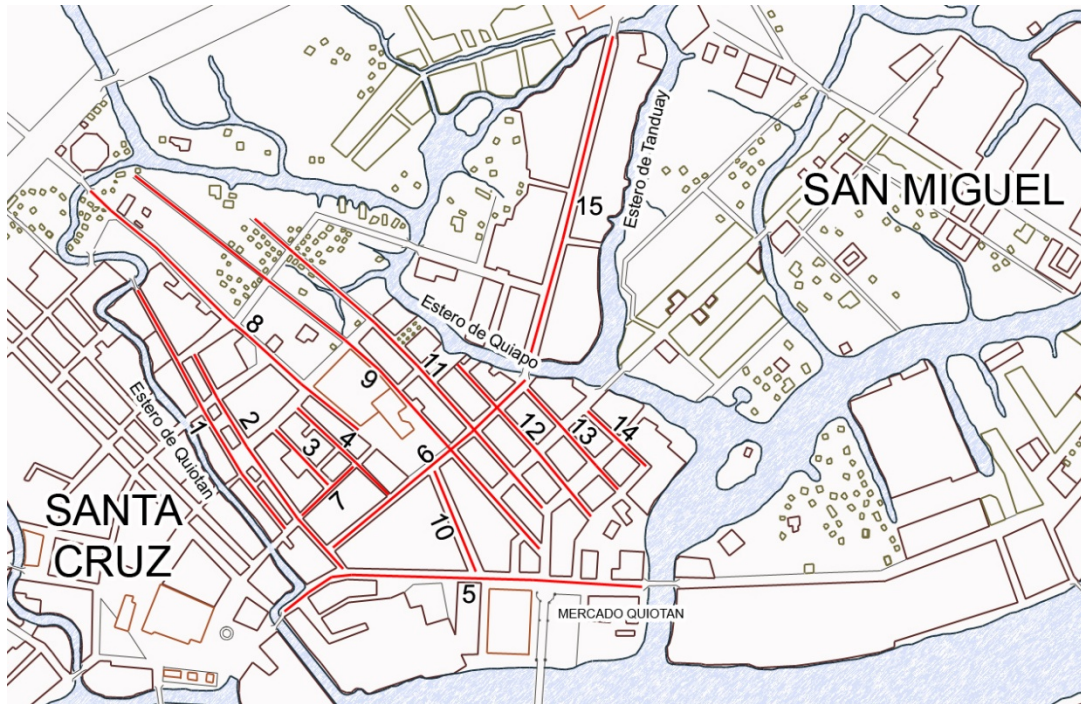 SAN MIGUEL
15
Estero de Tanduay
Estero de Quiapo
8
9
11
1
2
3
4
6
12
13
14
7
10
Estero de Quiotan
SANTA
CRUZ
5
MERCADO QUIOTAN